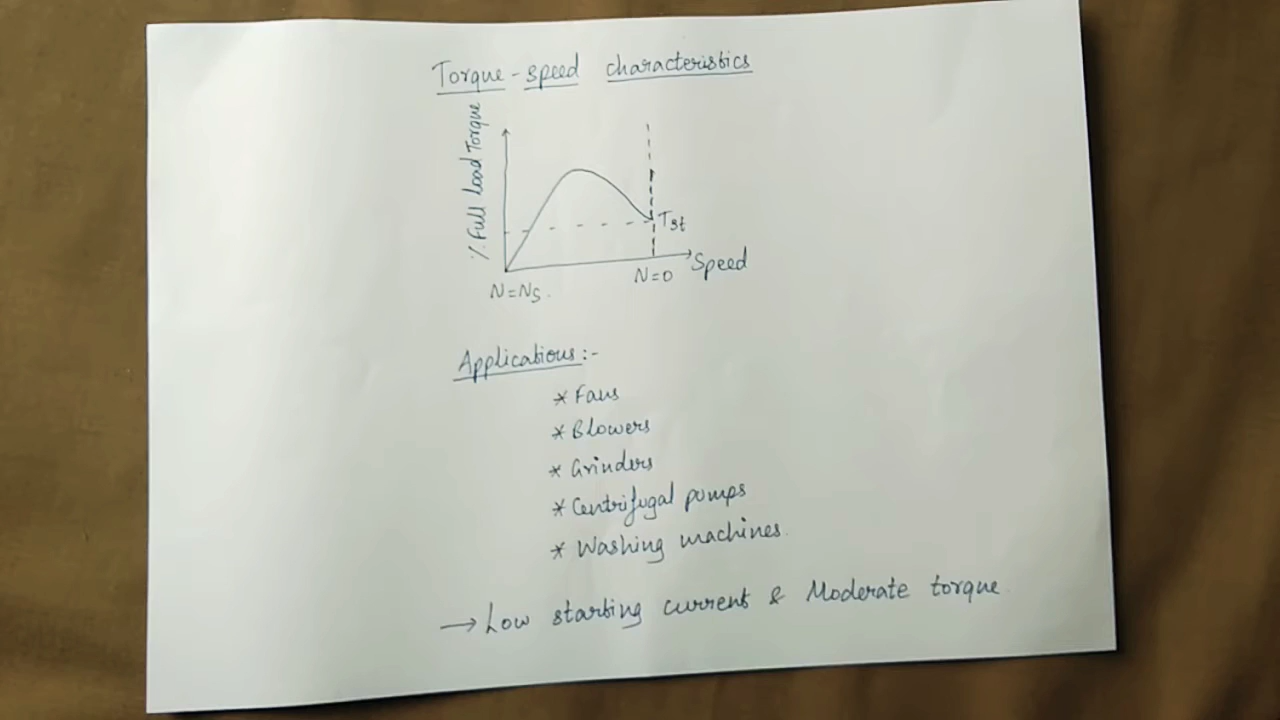 Torque - speed characteristics
% Full Load Torque
Tst
N=0
Speed
N=Ns.
Applications:-
* Fans
* Blowers
* Grinders
* Centrifugal pumps
* Washing machines.
→ Low starting current & Moderate torque